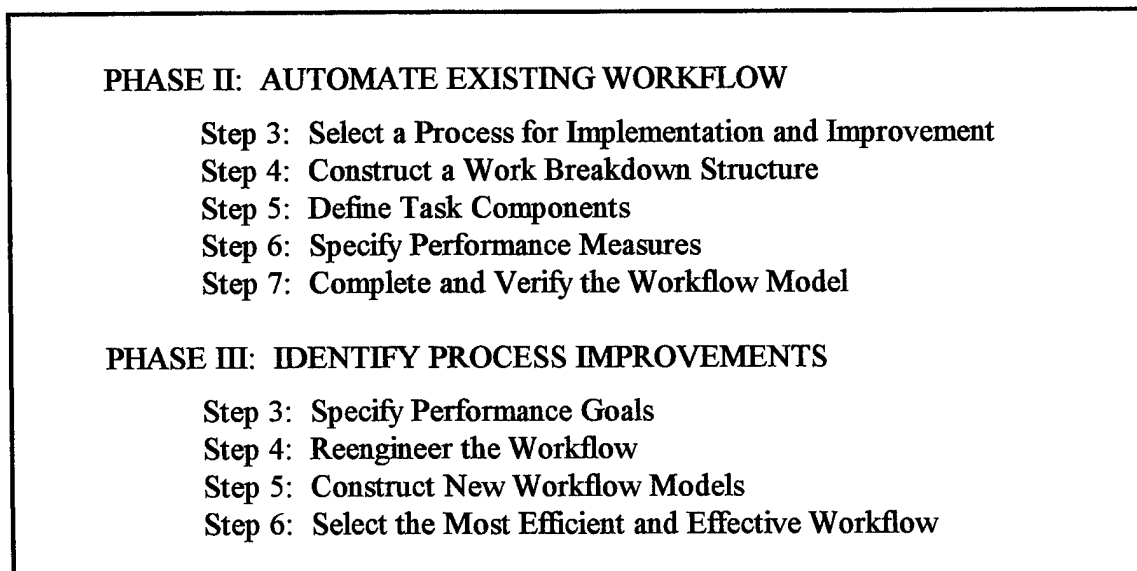 PHASE II: AUTOMATE EXISTING WORKFLOW
Step 3: Select a Process for Implementation and Improvement
Step 4: Construct a Work Breakdown Structure
Step 5: Define Task Components
Step 6: Specify Performance Measures
Step 7: Complete and Verify the Workflow Model
PHASE III: IDENTIFY PROCESS IMPROVEMENTS
Step 3: Specify Performance Goals
Step 4: Reengineer the Workflow
Step 5: Construct New Workflow Models
Step 6: Select the Most Efficient and Effective Workflow